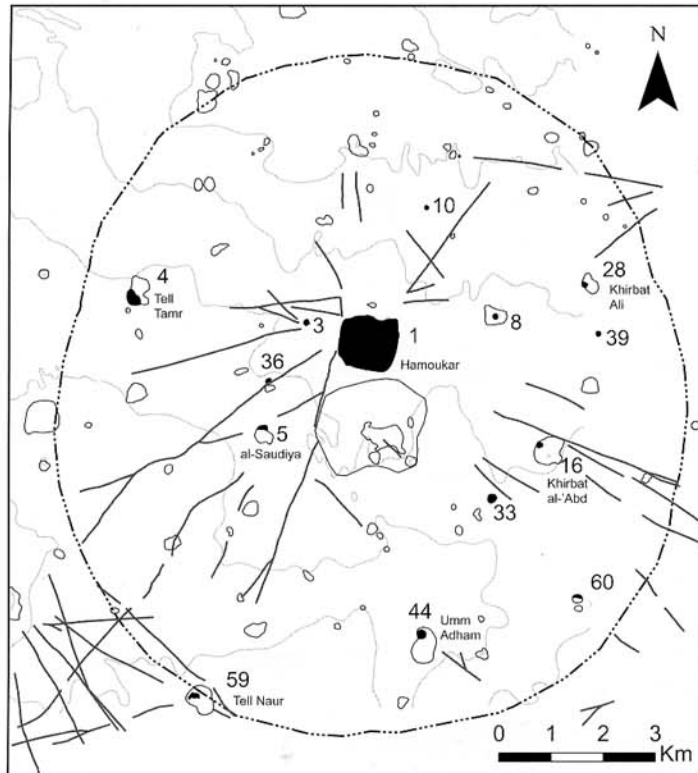 N
10
4
Tell
Tamr
28
Khirbat
Ali
3
1
Hamoukar
8
39
36
5
al-Saudiya
16
Khirbat
al-'Abd
33
60
44
Umm
Adham
59
Tell Naur
0 1 2 3
Km